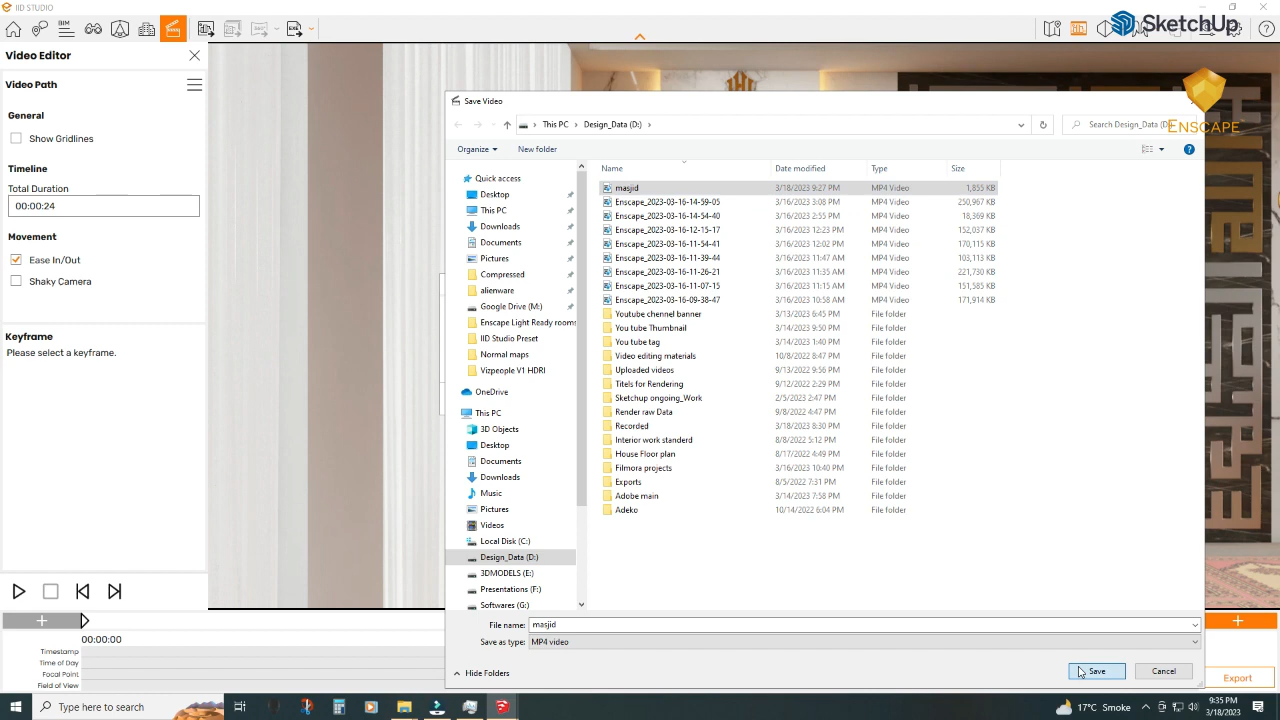 IID STUDIO
SketchUp
BIM
EXE
Video Editor
Video Path
General
Show Gridlines
Timeline
Total Duration
00:00:24
Movement
Ease In/Out
Shaky Camera
Keyframe
Please select a keyframe.
Save Video
This PC > Design_Data (D:) >
Search Design_Data (D:)
ENSCAPE
Organize
New folder
Name Date modified Type Size
masjid 3/18/2023 9:27 PM MP4 Video 1,855 KB
Enscape_2023-03-16-14-59-05 3/16/2023 3:08 PM MP4 Video 250,967 KB
Enscape_2023-03-16-14-54-40 3/16/2023 2:55 PM MP4 Video 18,369 KB
Enscape_2023-03-16-12-15-17 3/16/2023 12:23 PM MP4 Video 152,037 KB
Enscape_2023-03-16-11-54-41 3/16/2023 12:02 PM MP4 Video 170,115 KB
Enscape_2023-03-16-11-39-44 3/16/2023 11:47 AM MP4 Video 103,113 KB
Enscape_2023-03-16-11-26-21 3/16/2023 11:35 AM MP4 Video 221,730 KB
Enscape_2023-03-16-11-07-15 3/16/2023 11:15 AM MP4 Video 151,585 KB
Enscape_2023-03-16-09-38-47 3/16/2023 10:58 AM MP4 Video 171,914 KB
Youtube chennel banner 3/13/2023 6:45 PM File folder
You tube Thumbnail 3/14/2023 9:50 PM File folder
You tube tag 3/14/2023 1:40 PM File folder
Video editing materials 10/8/2022 8:47 PM File folder
Uploaded videos 9/13/2022 9:56 PM File folder
Titels for Rendering 9/12/2022 2:29 PM File folder
Sketchup ongoing_Work 2/5/2023 2:47 PM File folder
Render raw Data 9/8/2022 4:47 PM File folder
Recorded 3/18/2023 8:30 PM File folder
Interior work standerd 8/8/2022 5:12 PM File folder
House Floor plan 8/17/2022 4:49 PM File folder
Filmora projects 3/16/2023 10:40 PM File folder
Exports 8/5/2022 7:31 PM File folder
Adobe main 3/14/2023 7:58 PM File folder
Adeko 10/14/2022 6:04 PM File folder
Quick access
Desktop
This PC
Downloads
Documents
Pictures
Compressed
alienware
Google Drive (M:)
Enscape Light Ready rooms
IID Studio Preset
Normal maps
Vizpeople V1 HDRI
OneDrive
This PC
3D Objects
Desktop
Documents
Downloads
Music
Pictures
Videos
Local Disk (C:)
Design_Data (D:)
3DMODELS (E:)
Presentations (F:)
Softwares (G:)
File name: masjid
Save as type: MP4 video
Hide Folders
Save
Cancel
00:00:00
Timestamp
Time of Day
Focal Point
Field of View
Export
Type here to search
17°C Smoke
9:35 PM
3/18/2023